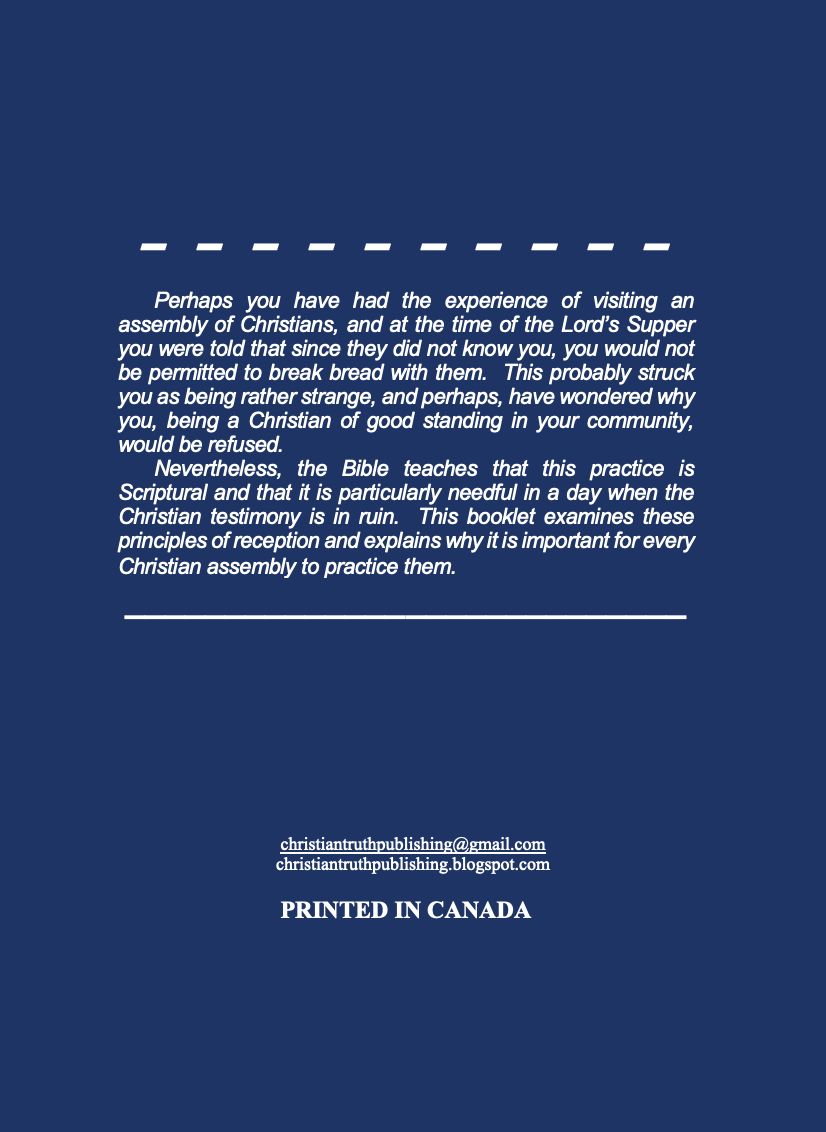 Perhaps you have had the experience of visiting an
assembly of Christians, and at the time of the Lord’s Supper
you were told that since they did not know you, you would not
be permitted to break bread with them.  This probably struck
you as being rather strange, and perhaps, have wondered why
you, being a Christian of good standing in your community,
would be refused.
Nevertheless, the Bible teaches that this practice is
Scriptural and that it is particularly needful in a day when the
Christian testimony is in ruin.  This booklet examines these
principles of reception and explains why it is important for every
Christian assembly to practice them.
christiantruthpublishing@gmail.com
christiantruthpublishing.blogspot.com
PRINTED IN CANADA